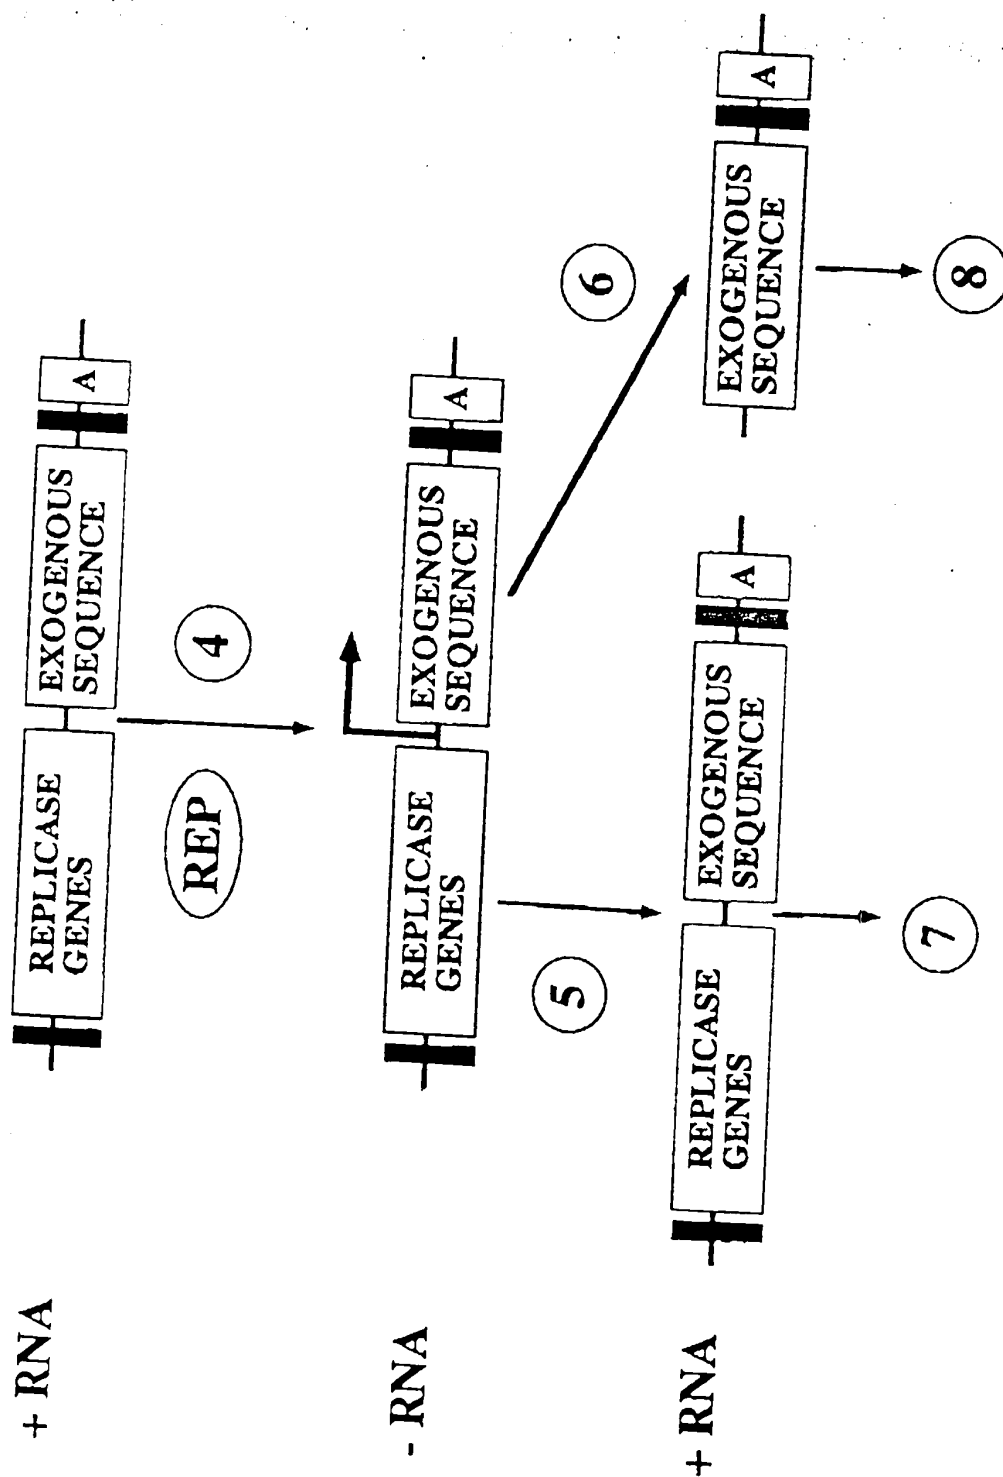 + RNA
REPLICASE
GENES
EXOGENOUS
SEQUENCE
A
REP
4
- RNA
REPLICASE
GENES
EXOGENOUS
SEQUENCE
A
5
6
+ RNA
REPLICASE
GENES
EXOGENOUS
SEQUENCE
A
EXOGENOUS
SEQUENCE
A
7
8